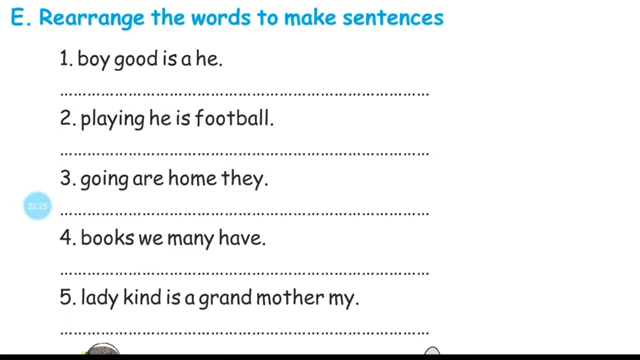 E. Rearrange the words to make sentences
1. boy good is a he.
……………………………………………………………………
2. playing he is football.
……………………………………………………………………
3. going are home they.
22:25
……………………………………………………………………
4. books we many have.
……………………………………………………………………
5. lady kind is a grand mother my.
……………………………………………………………………